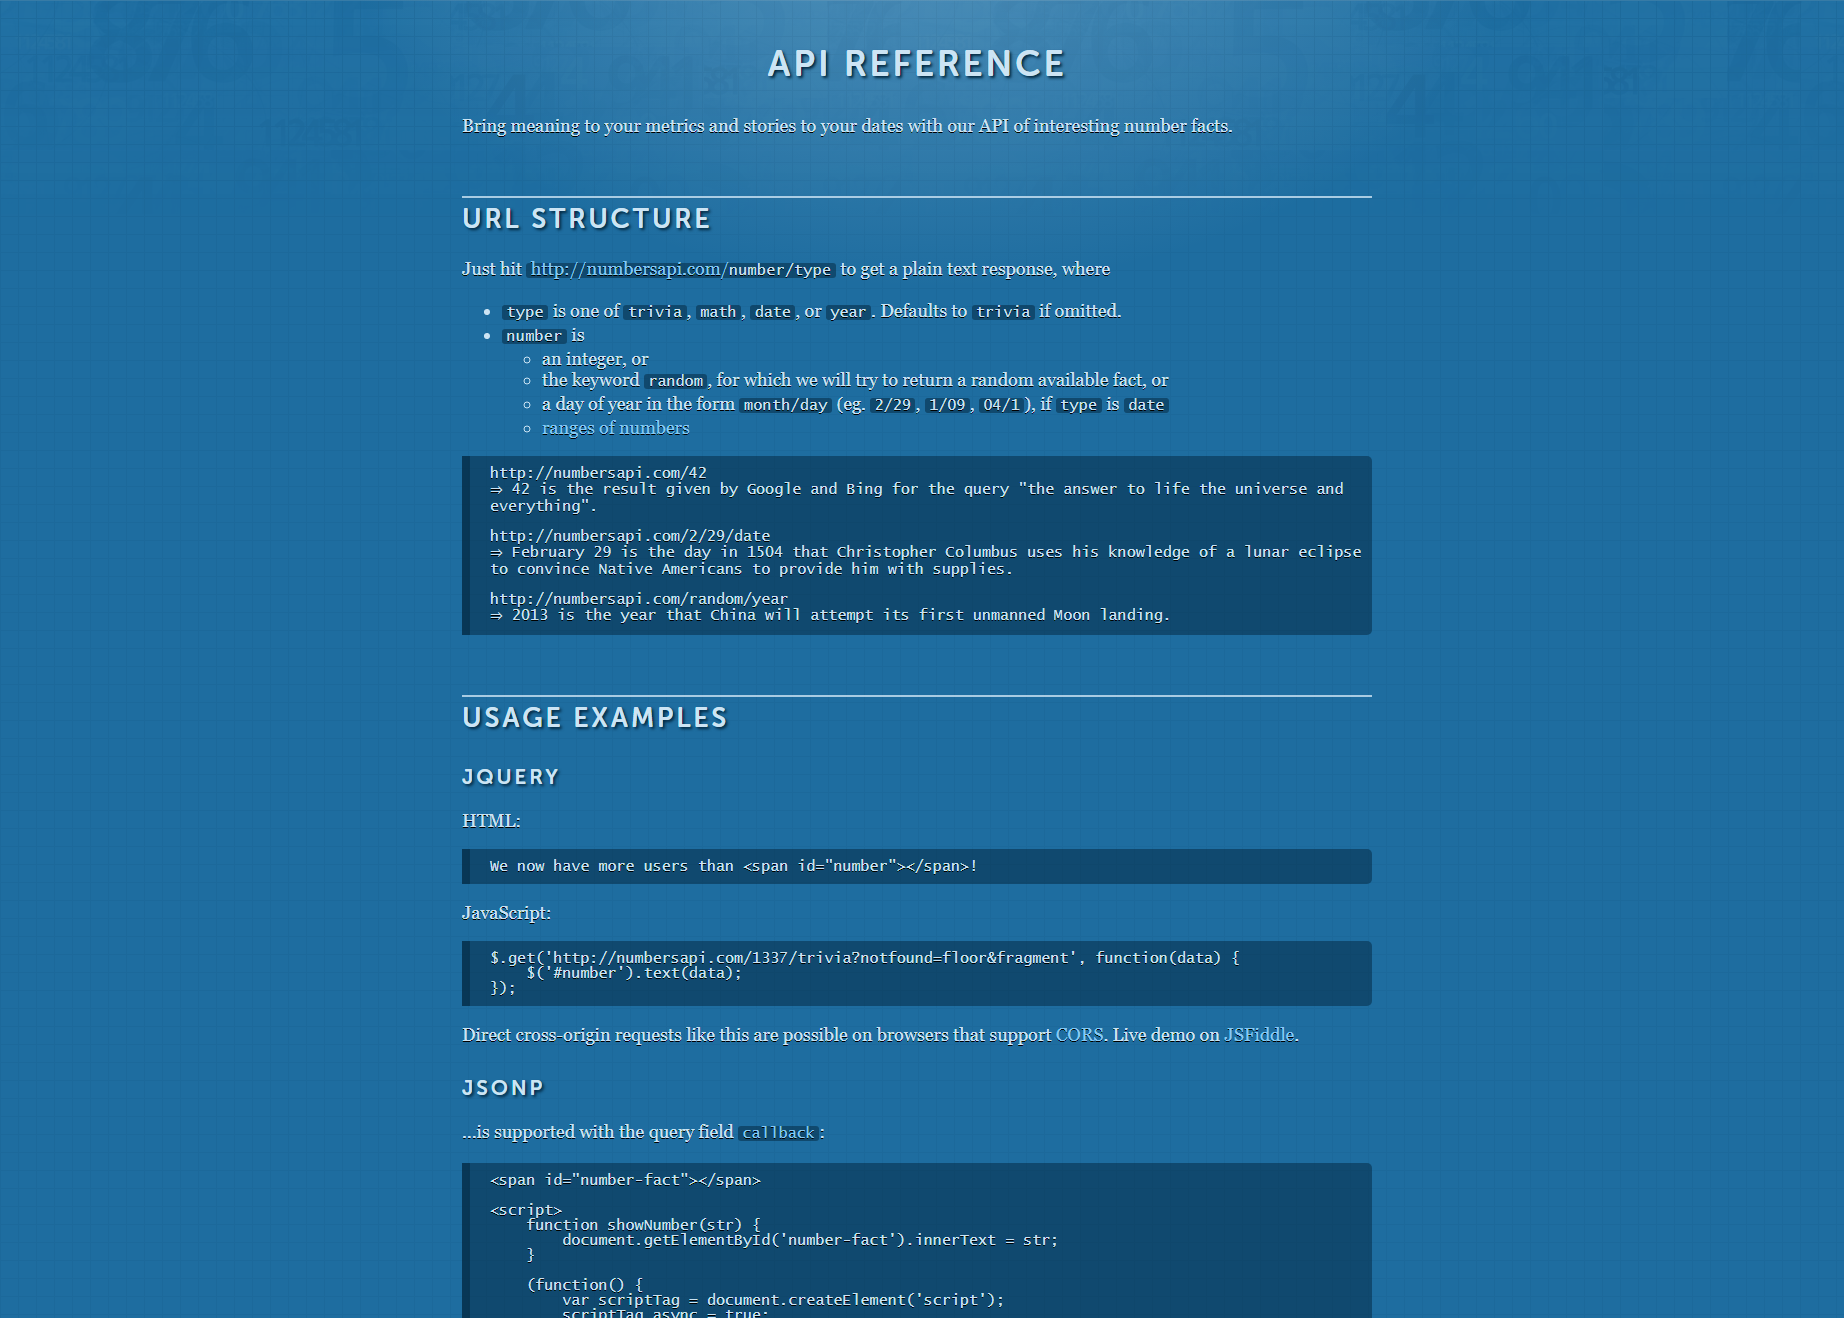 API REFERENCE
Bring meaning to your metrics and stories to your dates with our API of interesting number facts.
URL STRUCTURE
Just hit http://numbersapi.com/number/type to get a plain text response, where
type is one of trivia, math, date, or year. Defaults to trivia if omitted.
number is
an integer, or
the keyword random, for which we will try to return a random available fact, or
a day of year in the form month/day (eg. 2/29, 1/09, 04/1), if type is date
ranges of numbers
http://numbersapi.com/42
⇒ 42 is the result given by Google and Bing for the query "the answer to life the universe and
everything".
http://numbersapi.com/2/29/date
⇒ February 29 is the day in 1504 that Christopher Columbus uses his knowledge of a lunar eclipse
to convince Native Americans to provide him with supplies.
http://numbersapi.com/random/year
⇒ 2013 is the year that China will attempt its first unmanned Moon landing.
USAGE EXAMPLES
JQUERY
HTML:
We now have more users than <span id="number"></span>!
JavaScript:
$.get('http://numbersapi.com/1337/trivia?notfound=floor&fragment', function(data) {
    $('#number').text(data);
});
Direct cross-origin requests like this are possible on browsers that support CORS. Live demo on JSFiddle.
JSONP
...is supported with the query field callback:
<span id="number-fact"></span>
<script>
    function showNumber(str) {
        document.getElementById('number-fact').innerText = str;
    }
    (function() {
        var scriptTag = document.createElement('script');
        scriptTag.async = true;